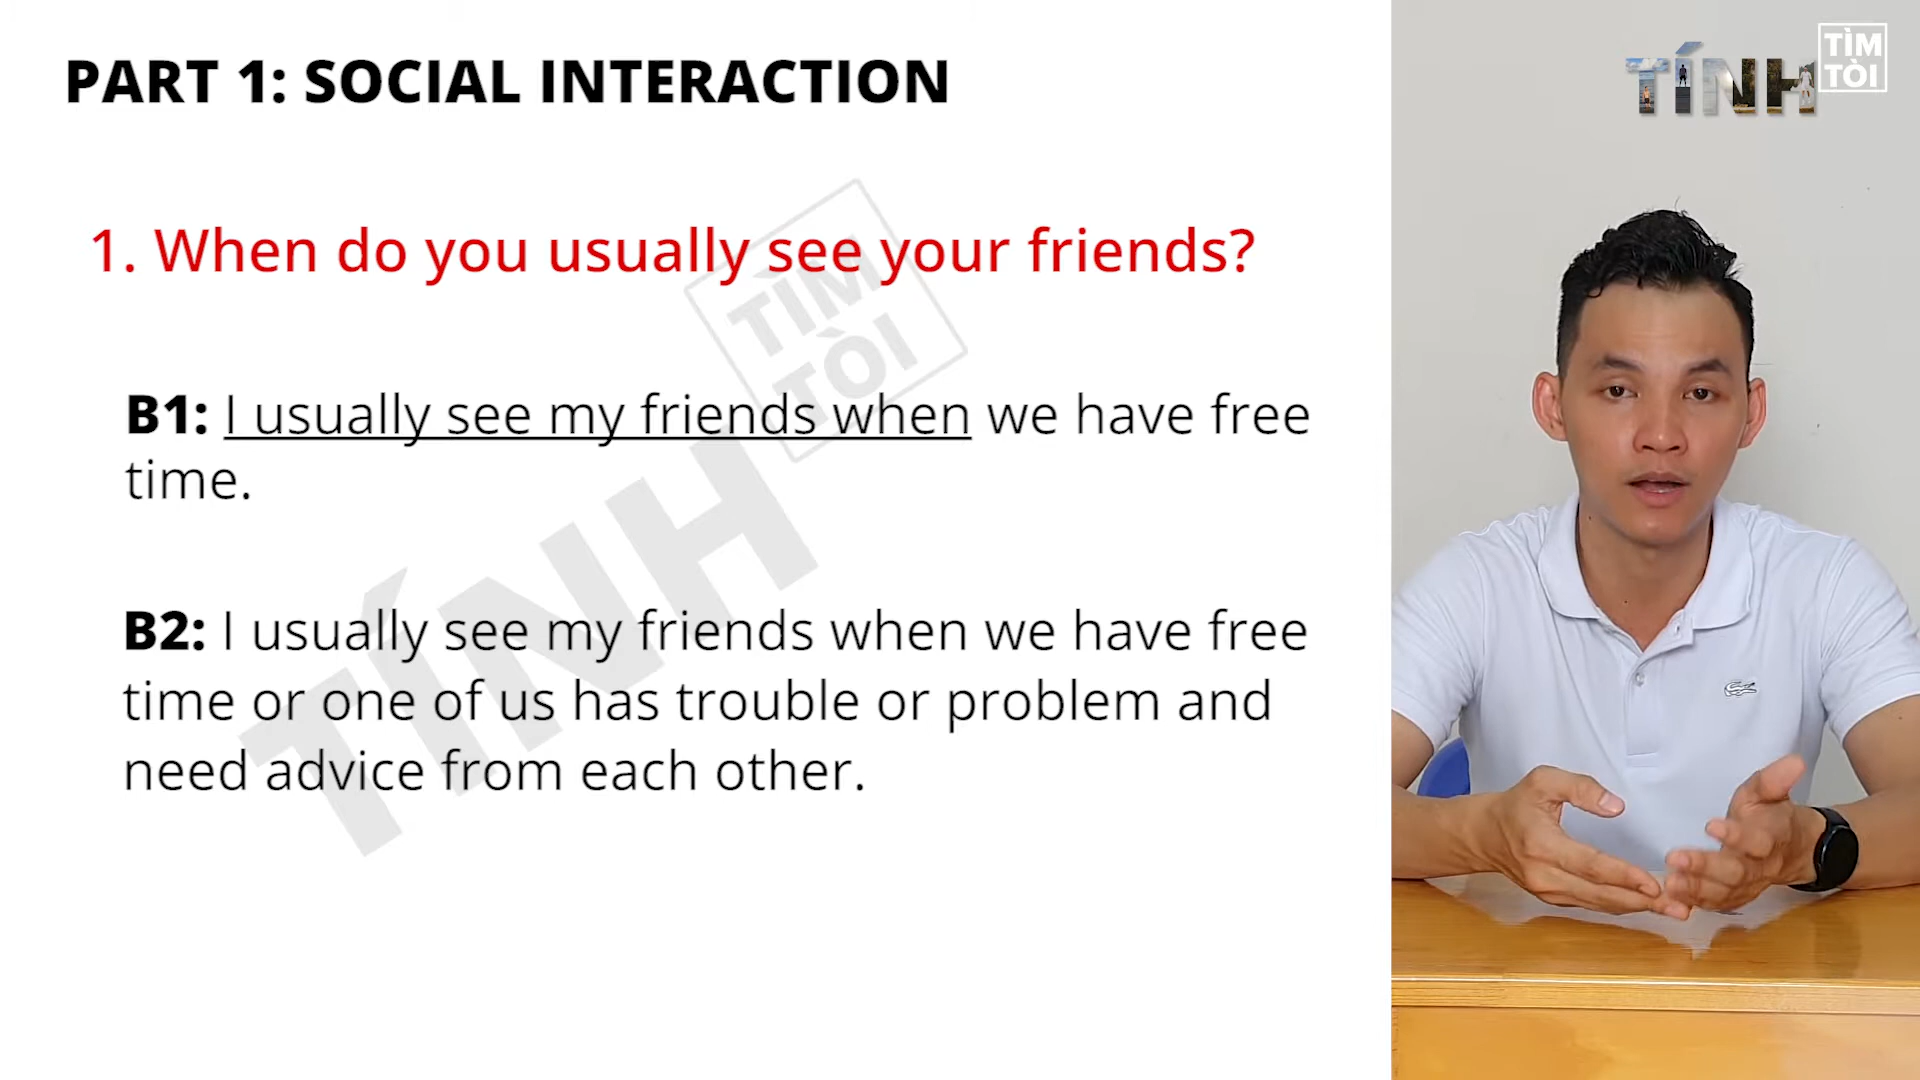 PART 1: SOCIAL INTERACTION
TÍNH
TÌM
TÒI
1. When do you usually see your friends?
TÌM
TÒI
TÍNH
B1: I usually see my friends when we have free
time.
B2: I usually see my friends when we have free
time or one of us has trouble or problem and
need advice from each other.